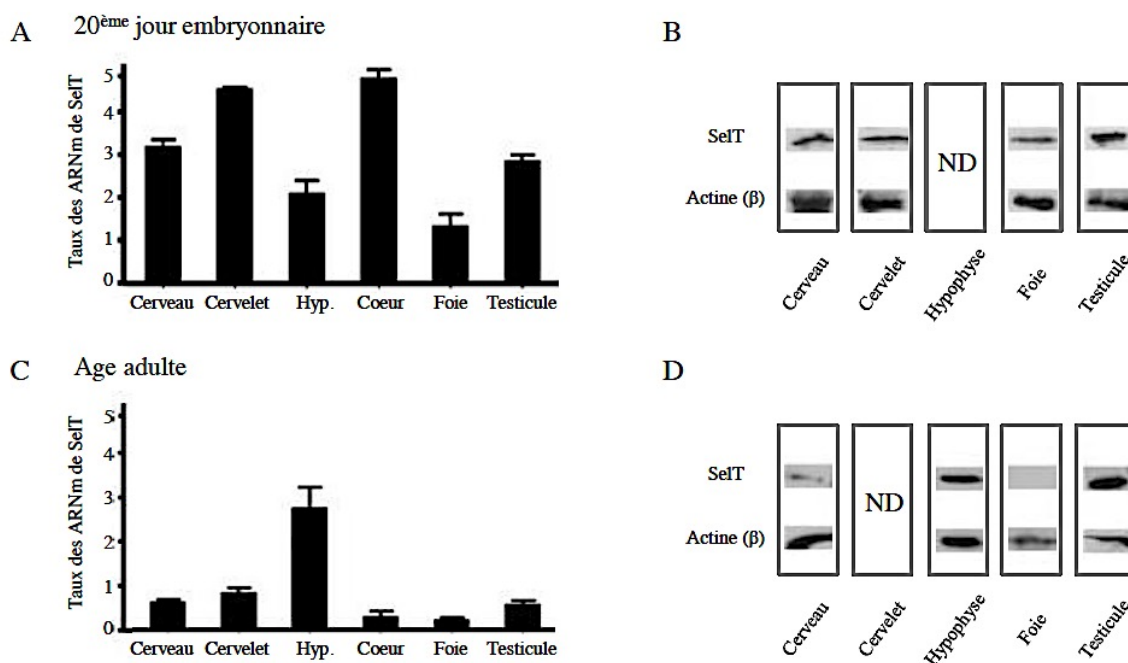 A
20ème jour embryonnaire
Taux des ARNm de SelT
5
4
3
2
1
0
Cerveau Cervelet Hyp. Coeur Foie Testicule
B
SelT
Actine (β)
ND
Cerveau
Cervelet
Hypophyse
Foie
Testicule
C
Age adulte
Taux des ARNm de SelT
5
4
3
2
1
0
Cerveau Cervelet Hyp. Coeur Foie Testicule
D
SelT
Actine (β)
ND
Cerveau
Cervelet
Hypophyse
Foie
Testicule